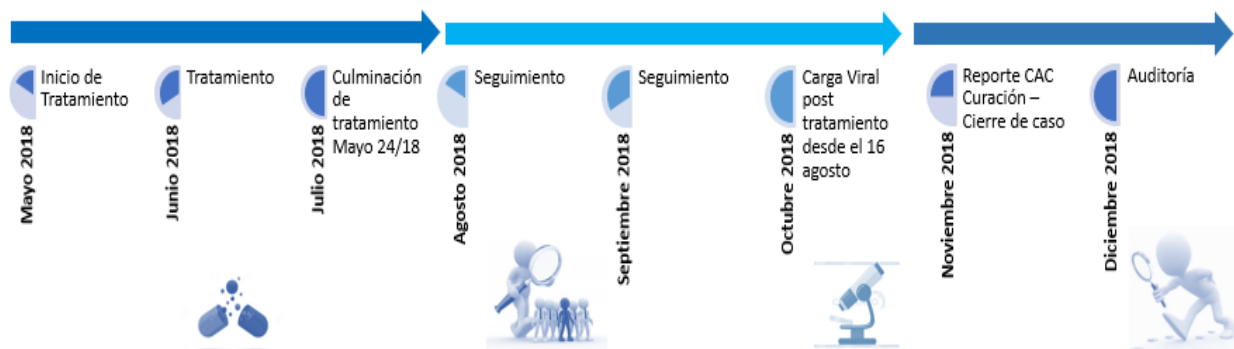 Inicio de
Tratamiento
Mayo 2018
Tratamiento
Junio 2018
Culminación
de
tratamiento
Mayo 24/18
Julio 2018
Seguimiento
Agosto 2018
Seguimiento
Septiembre 2018
Carga Viral
post
tratamiento
desde el 16
agosto
Octubre 2018
Reporte CAC
Curación –
Cierre de caso
Noviembre 2018
Auditoría
Diciembre 2018